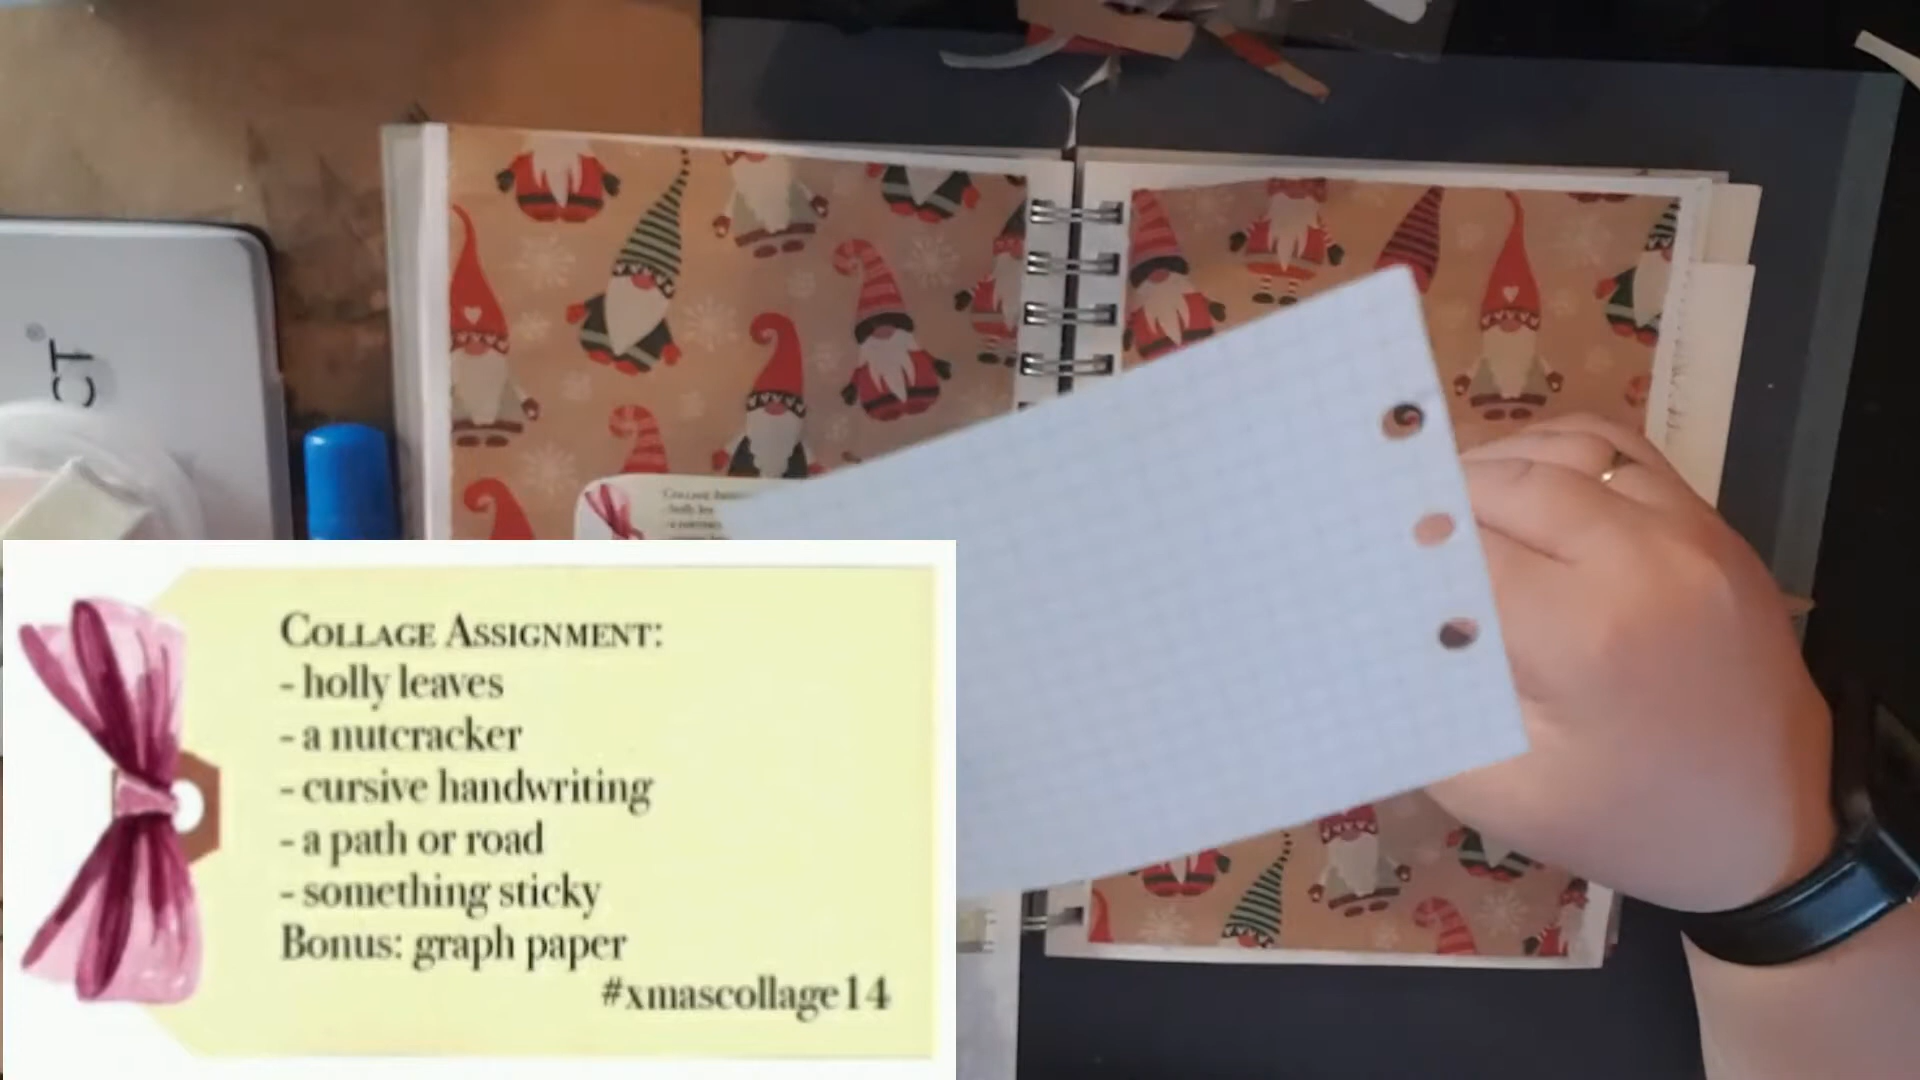 CT®
COLLAGE ASSIGNMENT:
- holly leaves
- a nutcracker
- cursive handwriting
- a path or road
- something sticky
Bonus: graph paper
#xmascollage14